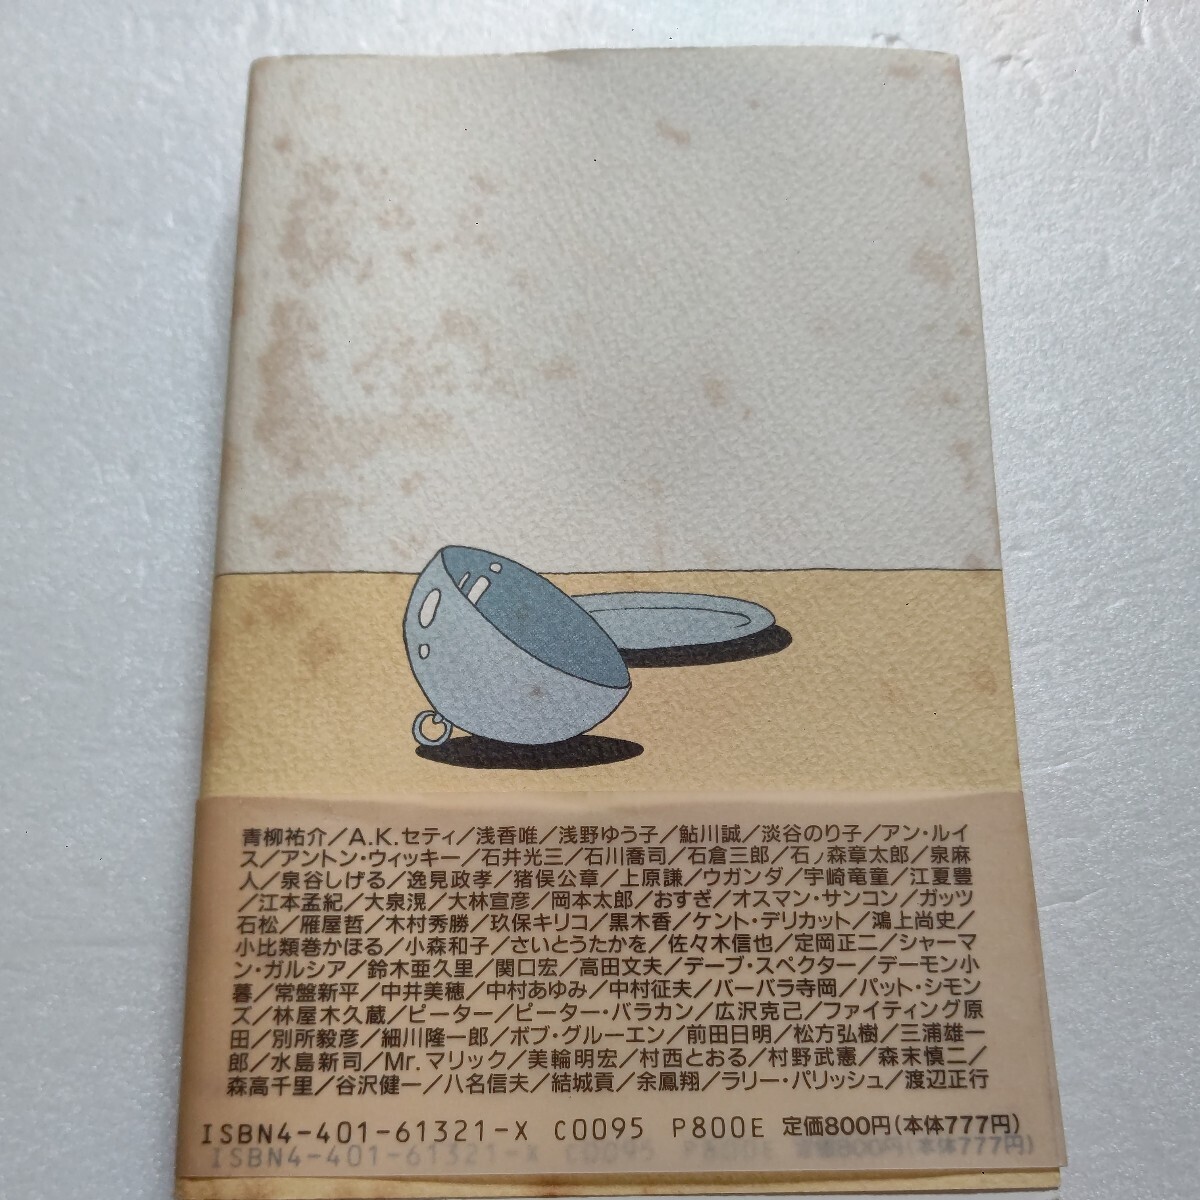 青柳祐介／A.K.セティ／浅香唯／浅野ゆう子／鮎川誠／淡谷のり子／アン・ルイ
ス／アントン・ウィッキー／石井光三／石川喬司／石倉三郎／石ノ森章太郎／泉麻
人／泉谷しげる／逸見政孝／猪俣公章／上原謙／ウガンダ／宇崎竜童／江夏豊
／江本孟紀／大泉滉／大林宣彦／岡本太郎／おすぎ／オスマン・サンコン／ガッツ
石松／雁屋哲／木村秀勝／玖保キリコ／黒木香／ケント・デリカット／鴻上尚史／
小比類巻かほる／小森和子／さいとうたかを／佐々木信也／定岡正二／シャーマ
ン・ガルシア／鈴木亜久里／関口宏／高田文夫／デーブ・スペクター／デーモン小
暮／常盤新平／中井美穂／中村あゆみ／中村征夫／バーバラ寺岡／パット・シモン
ズ／林屋木久蔵／ピーター／ピーター・バラカン／広沢克己／ファイティング原
田／別所毅彦／細川隆一郎／ボブ・グルーエン／前田日明／松方弘樹／三浦雄一
郎／水島新司／Mr.マリック／美輪明宏／村西とおる／村野武憲／森末慎二／
森高千里／谷沢健一／八名信夫／結城貢／余鳳翔／ラリー・パリッシュ／渡辺正行
ISBN4-401-61321-X C0095 P800E 定価800円(本体777円)
ISBN4-401-61321-X C0095 P800E 定価800円(本体777円)